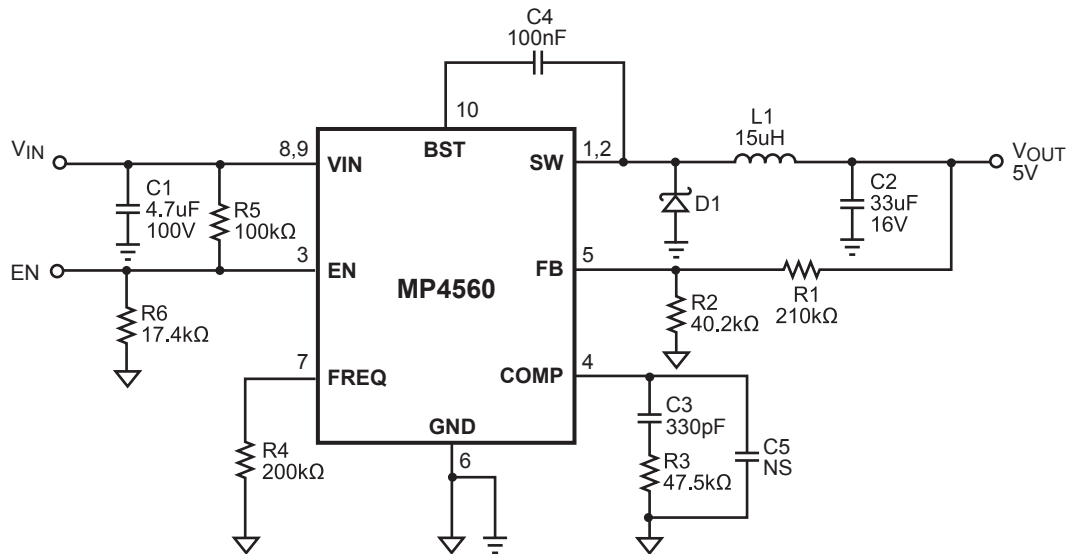 C4
100nF
10
VIN
8,9
VIN
BST
SW
1,2
L1
15uH
VOUT
5V
C1
4.7uF
100V
R5
100kΩ
D1
C2
33uF
16V
EN
3
EN
MP4560
FB
5
R1
210kΩ
R6
17.4kΩ
R2
40.2kΩ
7
FREQ
COMP
4
R4
200kΩ
GND
6
C3
330pF
R3
47.5kΩ
C5
NS